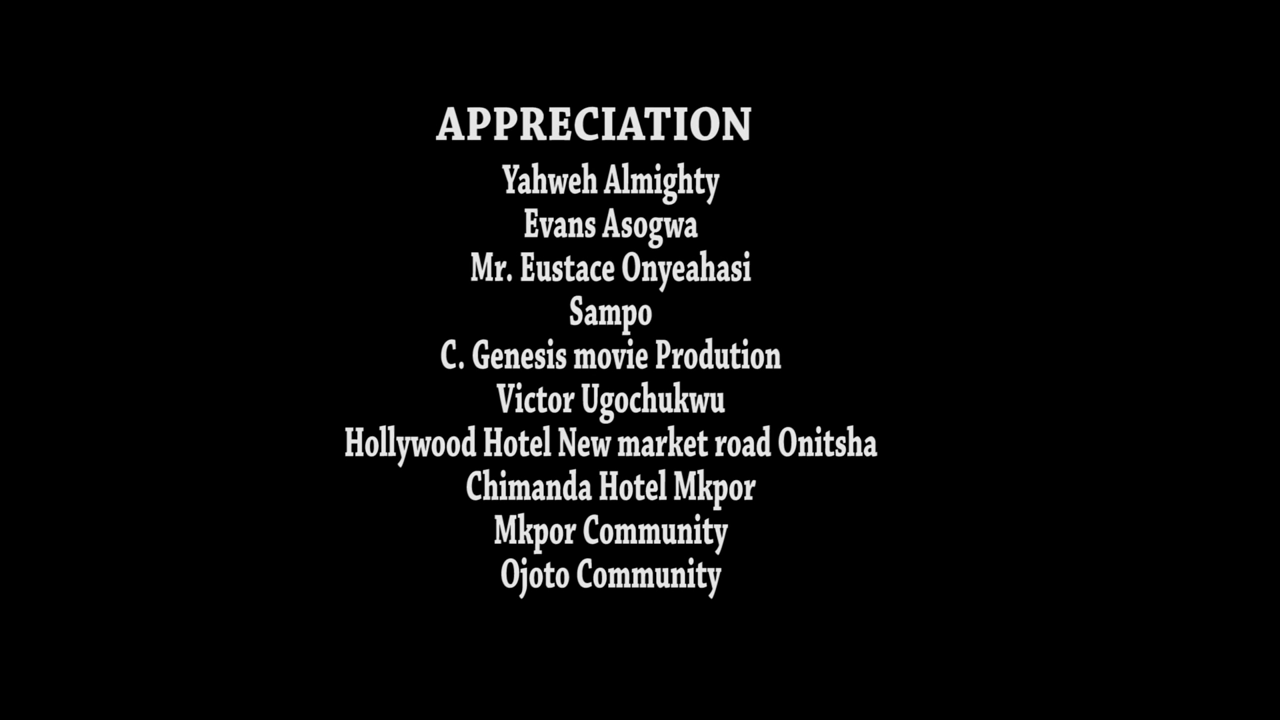 APPRECIATION
Yahweh Almighty
Evans Asogwa
Mr. Eustace Onyeahasi
Sampo
C. Genesis movie Prodution
Victor Ugochukwu
Hollywood Hotel New market road Onitsha
Chimanda Hotel Mkpor
Mkpor Community
Ojoto Community